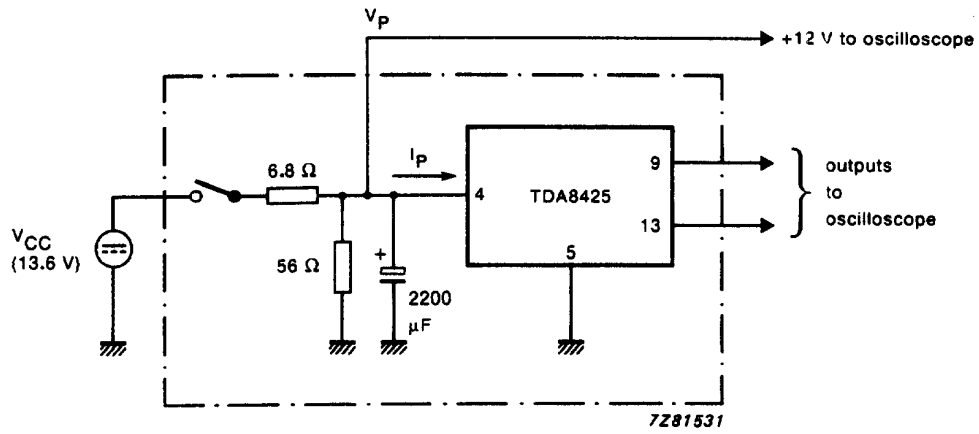 V_P
+12 V to oscilloscope
6.8 Ω
I_P
4
TDA8425
9
13
5
outputs
to
oscilloscope
V_CC
(13.6 V)
56 Ω
+
2200
µF
7Z81531